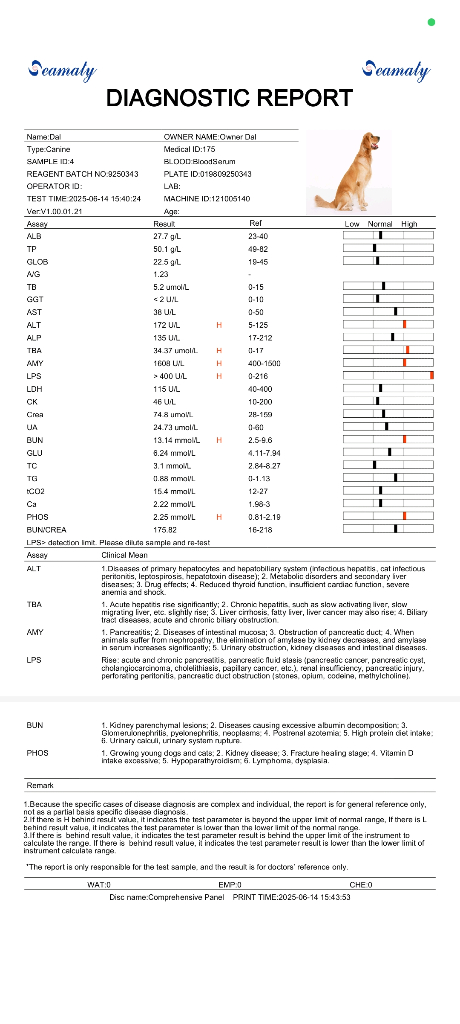 Seamaty Seamaty
DIAGNOSTIC REPORT
Name:Dal OWNER NAME:Owner Dal
Type:Canine Medical ID:175
SAMPLE ID:4 BLOOD:BloodSerum
REAGENT BATCH NO:9250343 PLATE ID:019809250343
OPERATOR ID: LAB:
TEST TIME:2025-06-14 15:40:24 MACHINE ID:121005140
Ver:V1.00.01.21 Age:
Assay Result Ref Low Normal High
ALB 27.7 g/L 23-40
TP 50.1 g/L 49-82
GLOB 22.5 g/L 19-45
A/G 1.23 -
TB 5.2 umol/L 0-15
GGT < 2 U/L 0-10
AST 38 U/L 0-50
ALT 172 U/L H 5-125
ALP 135 U/L 17-212
TBA 34.37 umol/L H 0-17
AMY 1608 U/L H 400-1500
LPS > 400 U/L H 0-216
LDH 115 U/L 40-400
CK 46 U/L 10-200
Crea 74.8 umol/L 28-159
UA 24.73 umol/L 0-60
BUN 13.14 mmol/L H 2.5-9.6
GLU 6.24 mmol/L 4.11-7.94
TC 3.1 mmol/L 2.84-8.27
TG 0.88 mmol/L 0-1.13
tCO2 15.4 mmol/L 12-27
Ca 2.22 mmol/L 1.98-3
PHOS 2.25 mmol/L H 0.81-2.19
BUN/CREA 175.82 16-218
LPS> detection limit. Please dilute sample and re-test
Assay Clinical Mean
ALT 1.Diseases of primary hepatocytes and hepatobiliary system (infectious hepatitis, cat infectious
peritonitis, leptospirosis, hepatotoxin disease); 2. Metabolic disorders and secondary liver
diseases; 3. Drug effects; 4. Reduced thyroid function, insufficient cardiac function, severe
anemia and shock.
TBA 1. Acute hepatitis rise significantly; 2. Chronic hepatitis, such as slow activating liver, slow
migrating liver, etc. slightly rise; 3. Liver cirrhosis, fatty liver, liver cancer may also rise; 4. Biliary
tract diseases, acute and chronic biliary obstruction.
AMY 1. Pancreatitis; 2. Diseases of intestinal mucosa; 3. Obstruction of pancreatic duct; 4. When
animals suffer from nephropathy, the elimination of amylase by kidney decreases, and amylase
in serum increases significantly; 5. Urinary obstruction, kidney diseases and intestinal diseases.
LPS Rise: acute and chronic pancreatitis, pancreatic fluid stasis (pancreatic cancer, pancreatic cyst,
cholangiocarcinoma, cholelithiasis, papillary cancer, etc.), renal insufficiency, pancreatic injury,
perforating peritonitis, pancreatic duct obstruction (stones, opium, codeine, methylcholine).
BUN 1. Kidney parenchymal lesions; 2. Diseases causing excessive albumin decomposition; 3.
Glomerulonephritis, pyelonephritis, neoplasms; 4. Postrenal azotemia; 5. High protein diet intake;
6. Urinary calculi, urinary system rupture.
PHOS 1. Growing young dogs and cats; 2. Kidney disease; 3. Fracture healing stage; 4. Vitamin D
intake excessive; 5. Hypoparathyroidism; 6. Lymphoma, dysplasia.
Remark
1.Because the specific cases of disease diagnosis are complex and individual, the report is for general reference only,
not as a partial basis specific disease diagnosis.
2.If there is H behind result value, it indicates the test parameter is beyond the upper limit of normal range, If there is L
behind result value, it indicates the test parameter is lower than the lower limit of the normal range.
3.If there is behind result value, it indicates the test parameter result is behind the upper of the instrument to
calculate the range. If there is behind result value, it indicates the test parameter result is lower than the lower limit of
instrument calculate range.
*The report is only responsible for the test sample, and the result is for doctors' reference only.
WAT:0 EMP:0 CHE:0
Disc name:Comprehensive Panel PRINT TIME:2025-06-14 15:43:53